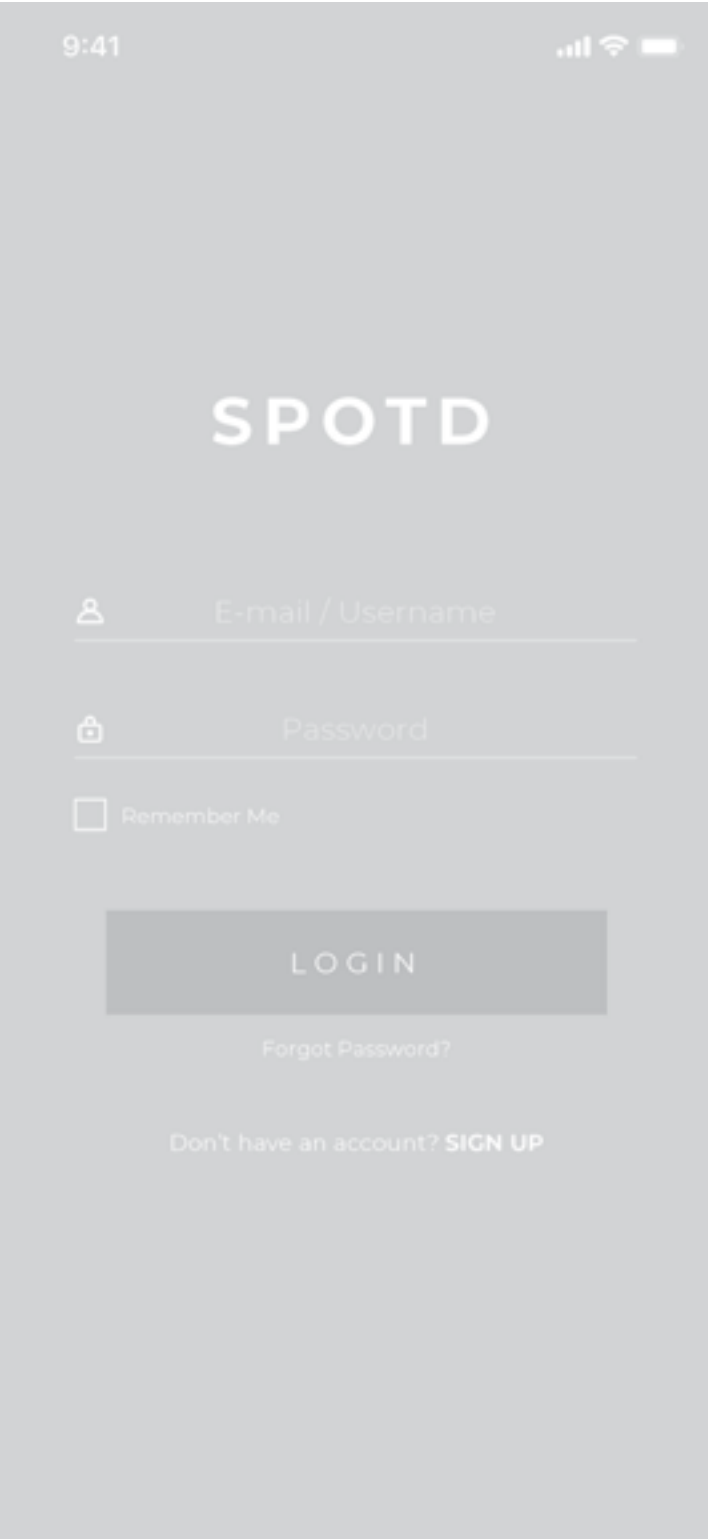 9:41
SPOTD
E-mail / Username
Password
Remember Me
LOGIN
Forgot Password?
Don't have an account? SIGN UP